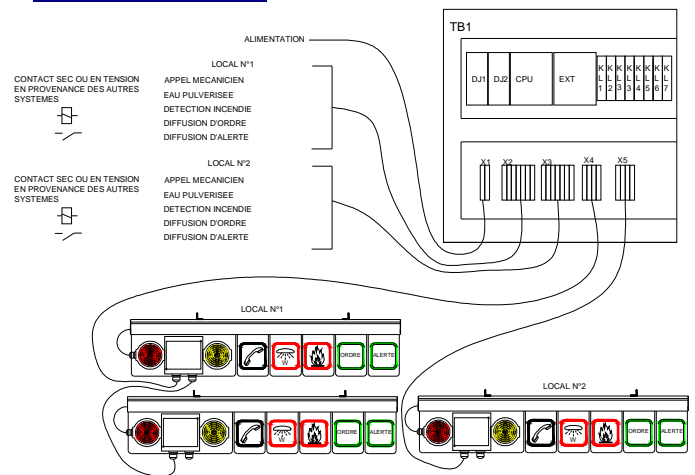 TB1
ALIMENTATION
DJ1 DJ2 CPU EXT
K L 1
K L 2
K L 3
K L 3
K L 4
K L 5
K L 6
K L 7
LOCAL N°1
CONTACT SEC OU EN TENSION
EN PROVENANCE DES AUTRES
SYSTEMES
APPEL MECANICIEN
EAU PULVERISEE
DETECTION INCENDIE
DIFFUSION D'ORDRE
DIFFUSION D'ALERTE
X1 X2 X3 X4 X5
LOCAL N°2
CONTACT SEC OU EN TENSION
EN PROVENANCE DES AUTRES
SYSTEMES
APPEL MECANICIEN
EAU PULVERISEE
DETECTION INCENDIE
DIFFUSION D'ORDRE
DIFFUSION D'ALERTE
LOCAL N°1
W ORDRE ALERTE
LOCAL N°2
W ORDRE ALERTE
W ORDRE ALERTE